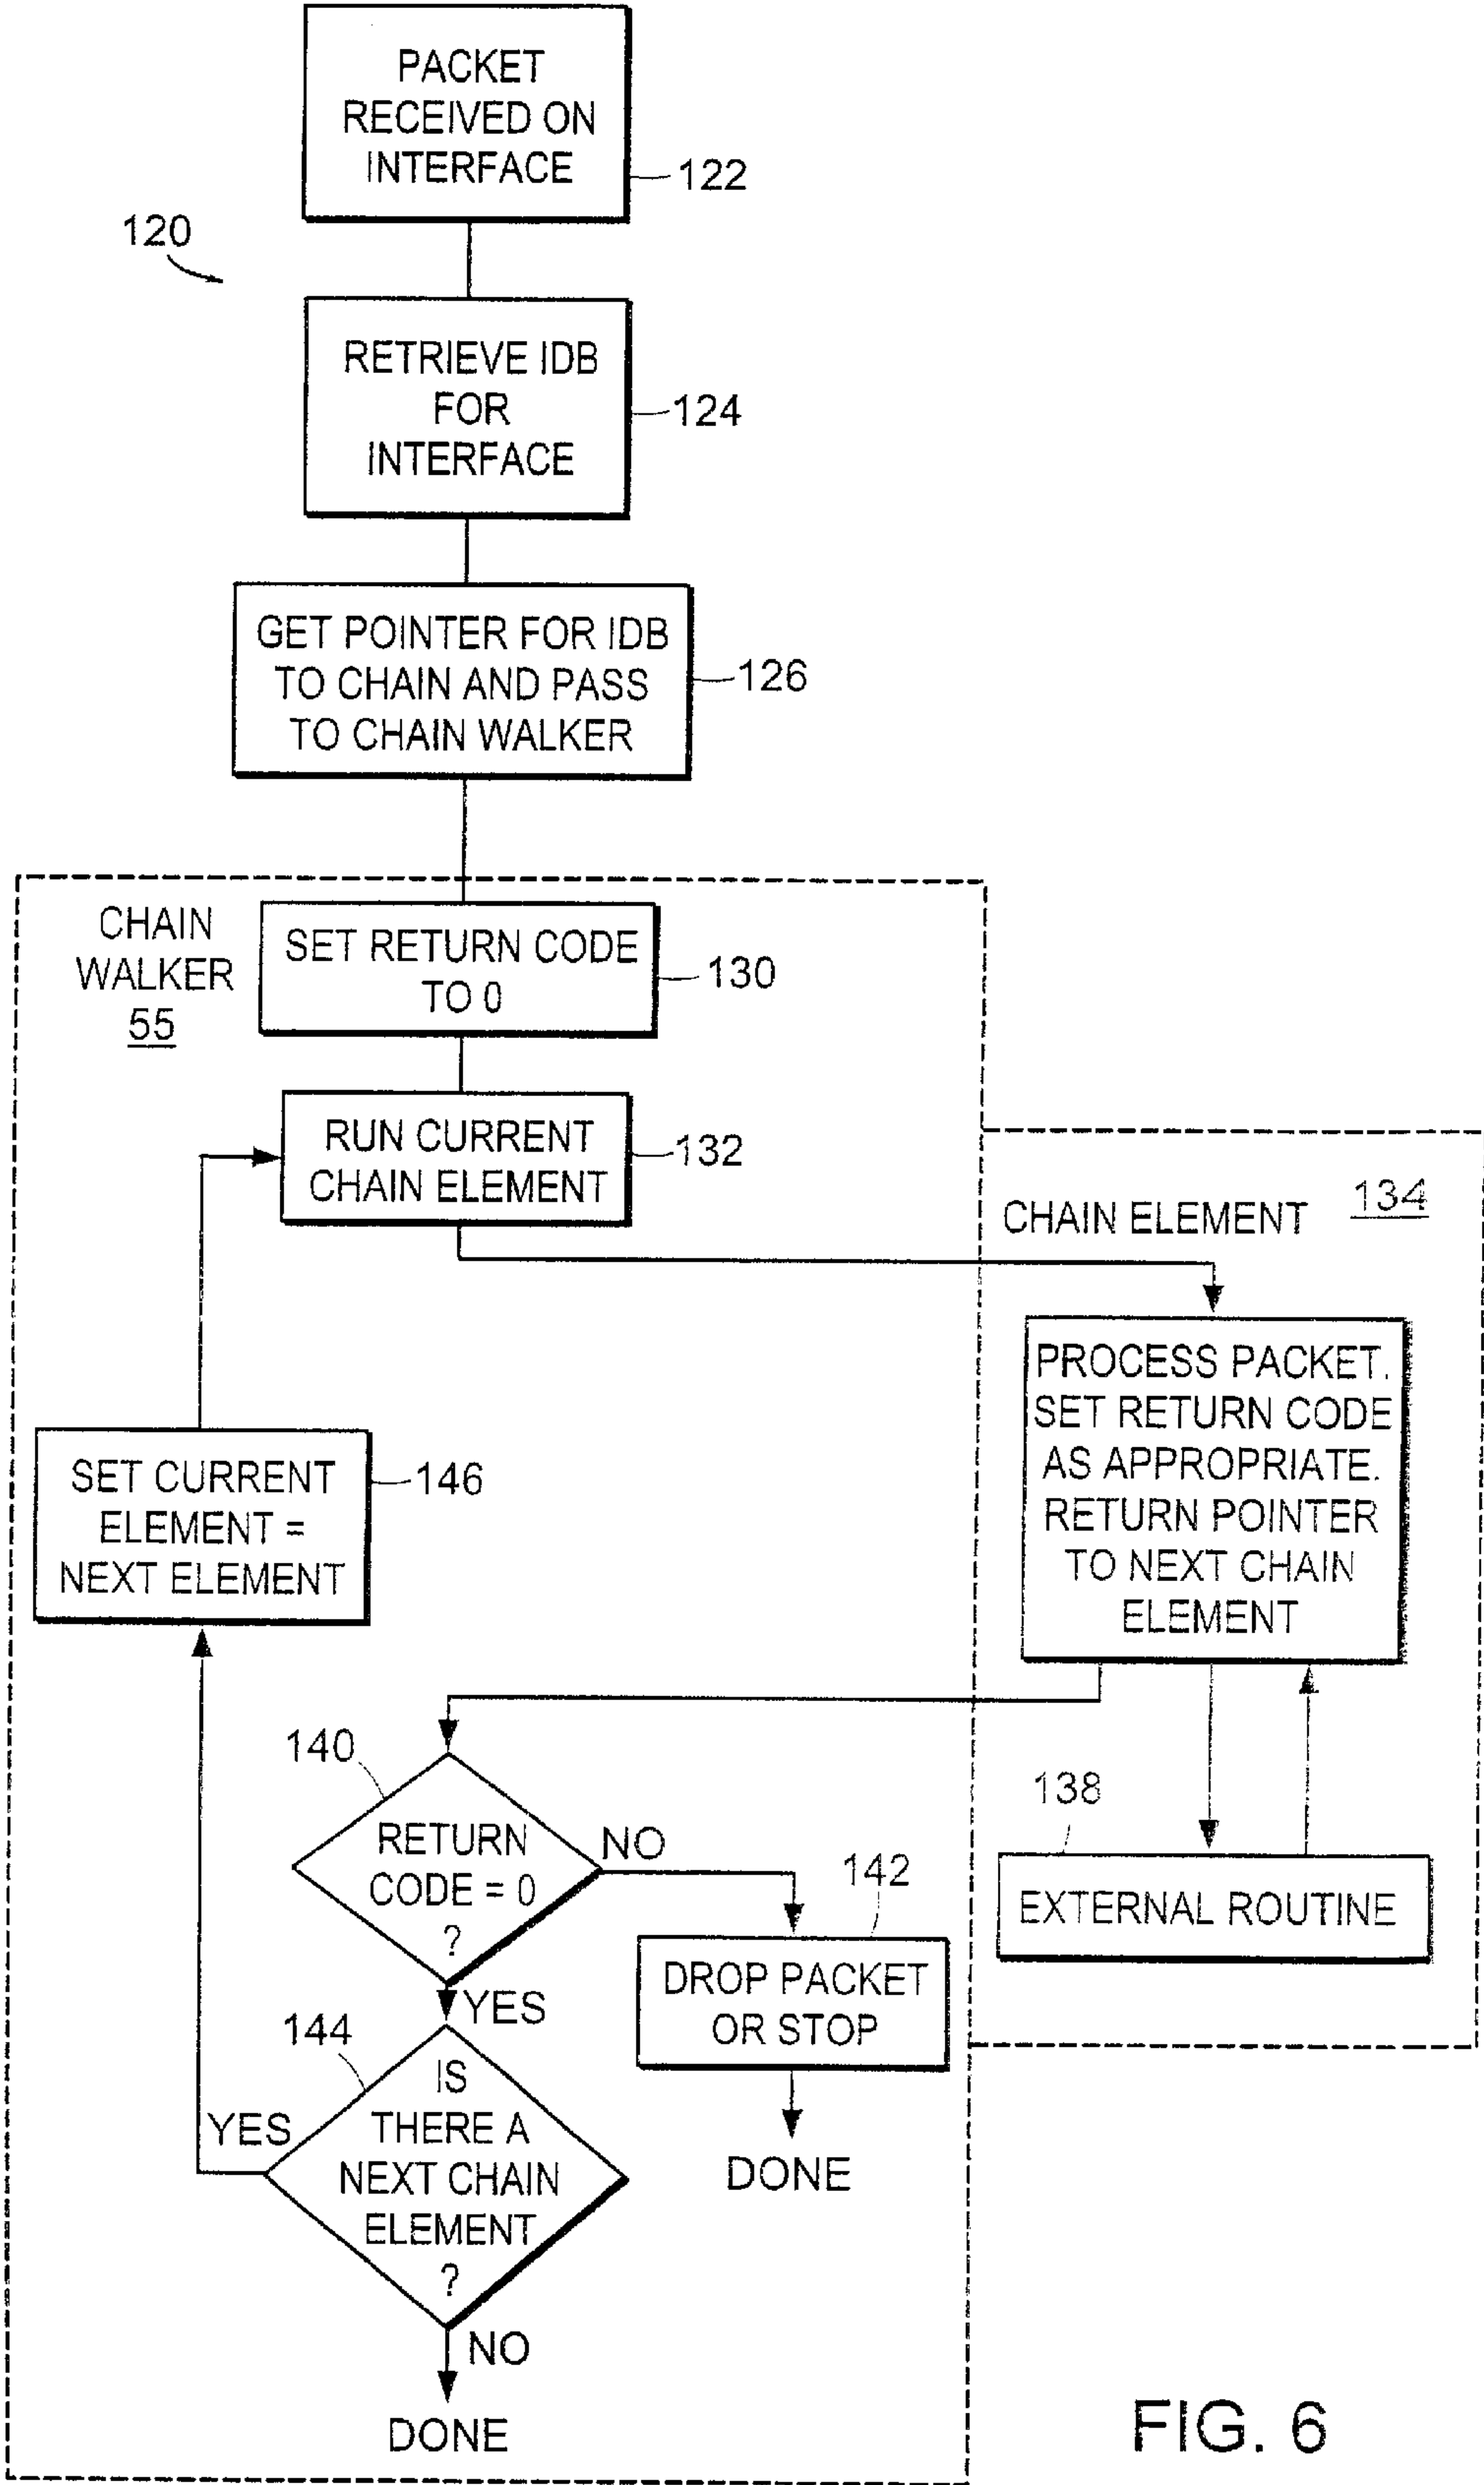 PACKET
RECEIVED ON
INTERFACE
122
120
RETRIEVE IDB
FOR
INTERFACE
124
GET POINTER FOR IDB
TO CHAIN AND PASS
TO CHAIN WALKER
126
CHAIN
WALKER
55
SET RETURN CODE
TO 0
130
RUN CURRENT
CHAIN ELEMENT
132
CHAIN ELEMENT
134
PROCESS PACKET.
SET RETURN CODE
AS APPROPRIATE.
RETURN POINTER
TO NEXT CHAIN
ELEMENT
SET CURRENT
ELEMENT =
NEXT ELEMENT
146
138
EXTERNAL ROUTINE
140
RETURN
CODE = 0
?
NO
142
DROP PACKET
OR STOP
DONE
YES
144
IS
THERE A
NEXT CHAIN
ELEMENT
?
YES
NO
DONE
FIG. 6